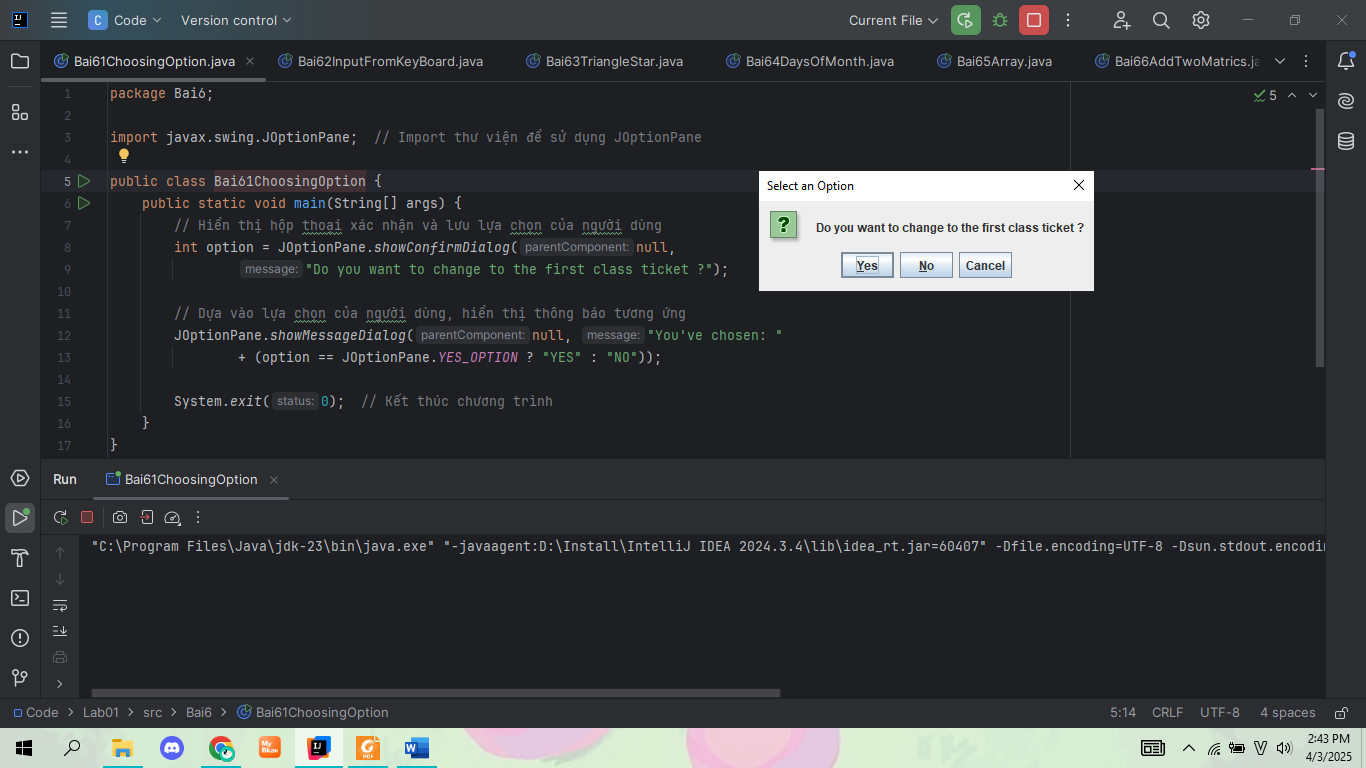 Code
Version control
Current File
Bai61ChoosingOption.java
Bai62InputFromKeyBoard.java
Bai63TriangleStar.java
Bai64DaysOfMonth.java
Bai65Array.java
Bai66AddTwoMatrics.ja
5
1 package Bai6;
2
3 import javax.swing.JOptionPane;  // Import thư viện để sử dụng JOptionPane
4
5 public class Bai61ChoosingOption {
6 public static void main(String[] args) {
7 // Hiển thị hộp thoại xác nhận và lưu lựa chọn của người dùng
8 int option = JOptionPane.showConfirmDialog( parentComponent: null,
9 message: "Do you want to change to the first class ticket ?");
10
11 // Dựa vào lựa chọn của người dùng, hiển thị thông báo tương ứng
12 JOptionPane.showMessageDialog( parentComponent: null, message: "You've chosen: "
13 + (option == JOptionPane.YES_OPTION ? "YES" : "NO"));
14
15 System.exit( status: 0);  // Kết thúc chương trình
16 }
17 }
Select an Option
?
Do you want to change to the first class ticket ?
Yes
No
Cancel
Run
Bai61ChoosingOption
"C:\Program Files\Java\jdk-23\bin\java.exe" "-javaagent:D:\Install\IntelliJ IDEA 2024.3.4\lib\idea_rt.jar=60407" -Dfile.encoding=UTF-8 -Dsun.stdout.encodin
Code > Lab01 > src > Bai6 > Bai61ChoosingOption
5:14
CRLF
UTF-8
4 spaces
My
Bkav
PDF
2:43 PM
4/3/2025